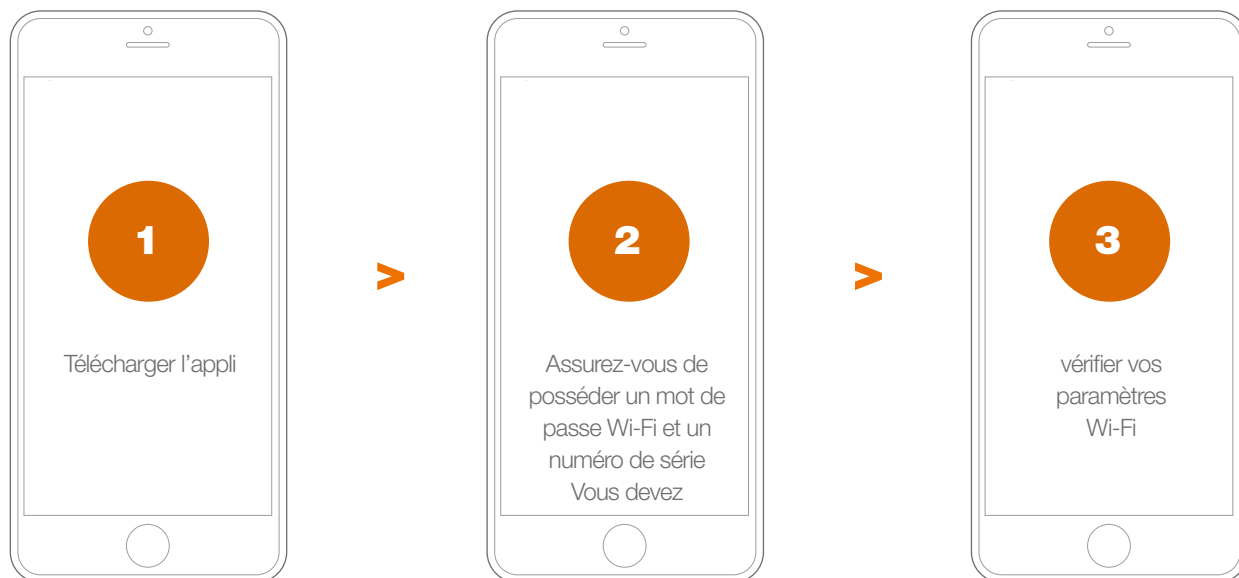 1
Télécharger l’appli
>
2
Assurez-vous de
posséder un mot de
passe Wi-Fi et un
numéro de série
Vous devez
>
3
vérifier vos
paramètres
Wi-Fi